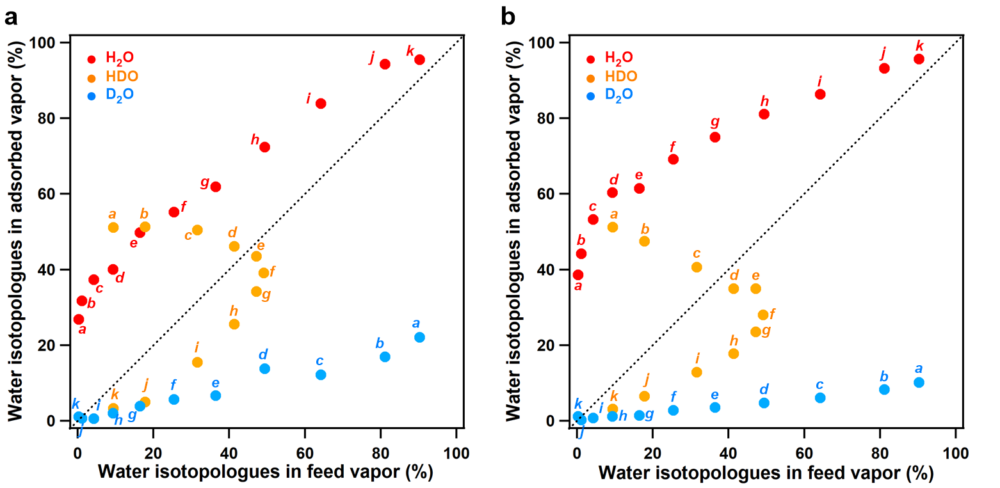 a
Water isotopologues in adsorbed vapor (%)
100
80
60
40
20
0
H2O
HDO
D2O
k
j
i
h
g
f
e
d
c
b
a
a
b
c
d
e
f
g
h
i
j
k
a
b
c
d
e
f
g
h
i
j
k
0 20 40 60 80 100
Water isotopologues in feed vapor (%)
b
Water isotopologues in adsorbed vapor (%)
100
80
60
40
20
0
H2O
HDO
D2O
k
j
i
h
g
f
e
d
c
b
a
a
b
c
d
e
f
g
h
i
j
k
a
b
c
d
e
f
g
h
i
j
k
0 20 40 60 80 100
Water isotopologues in feed vapor (%)